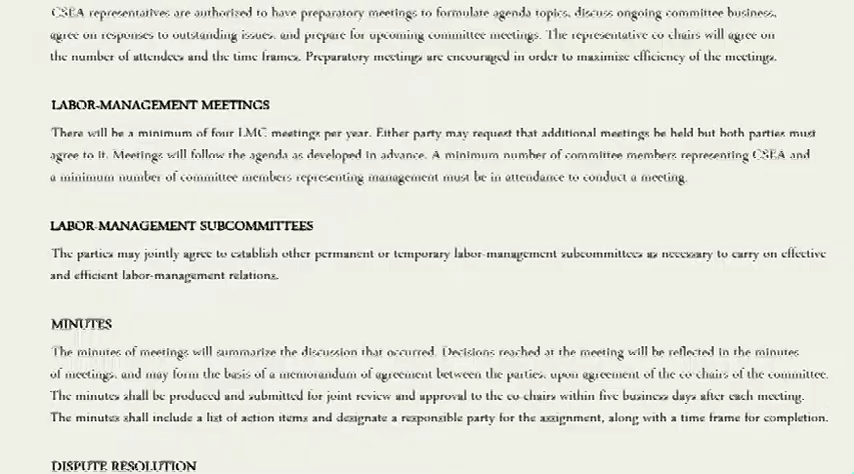 CSEA representatives are authorized to have preparatory meetings to formulate agenda topics, discuss ongoing committee business,
agree on responses to outstanding issues, and prepare for upcoming committee meetings. The representative co-chairs will agree on
the number of attendees and the time frames. Preparatory meetings are encouraged in order to maximize efficiency of the meetings.
LABOR-MANAGEMENT MEETINGS
There will be a minimum of four LMC meetings per year. Either party may request that additional meetings be held but both parties must
agree to it. Meetings will follow the agenda as developed in advance. A minimum number of committee members representing CSEA and
a minimum number of committee members representing management must be in attendance to conduct a meeting.
LABOR-MANAGEMENT SUBCOMMITTEES
The parties may jointly agree to establish other permanent or temporary labor-management subcommittees as necessary to carry on effective
and efficient labor-management relations.
MINUTES
The minutes of meetings will summarize the discussion that occurred. Decisions reached at the meeting will be reflected in the minutes
of meetings, and may form the basis of a memorandum of agreement between the parties, upon agreement of the co-chairs of the committee.
The minutes shall be produced and submitted for joint review and approval to the co-chairs within five business days after each meeting.
The minutes shall include a list of action items and designate a responsible party for the assignment, along with a time frame for completion.
DISPUTE RESOLUTION